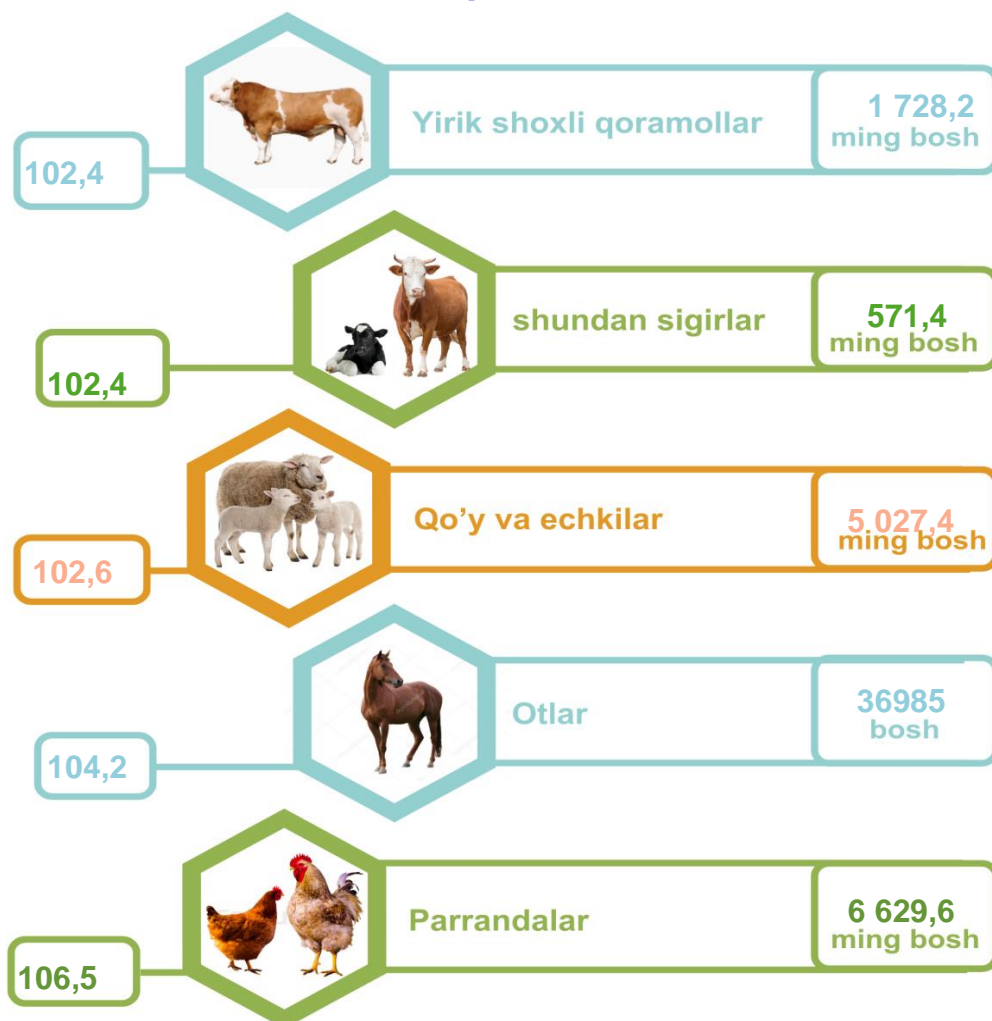 Yirik shoxli qoramollar
1 728,2
ming bosh
102,4
shundan sigirlar
571,4
ming bosh
102,4
Qo'y va echkilar
5 027,4
ming bosh
102,6
Otlar
36985
bosh
104,2
Parrandalar
6 629,6
ming bosh
106,5